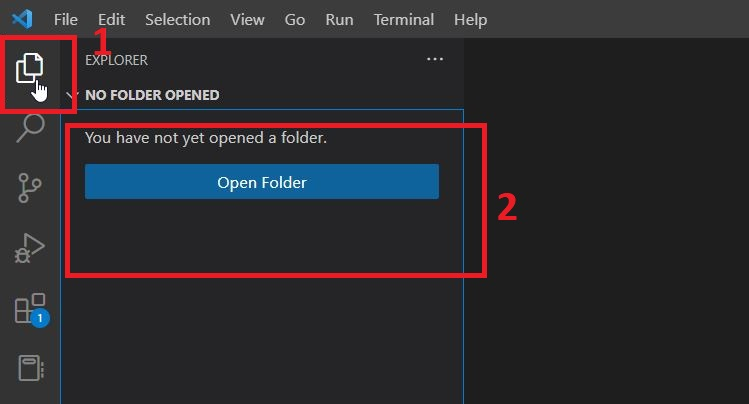 File Edit Selection View Go Run Terminal Help
1
EXPLORER ...
NO FOLDER OPENED
You have not yet opened a folder.
Open Folder
2
1